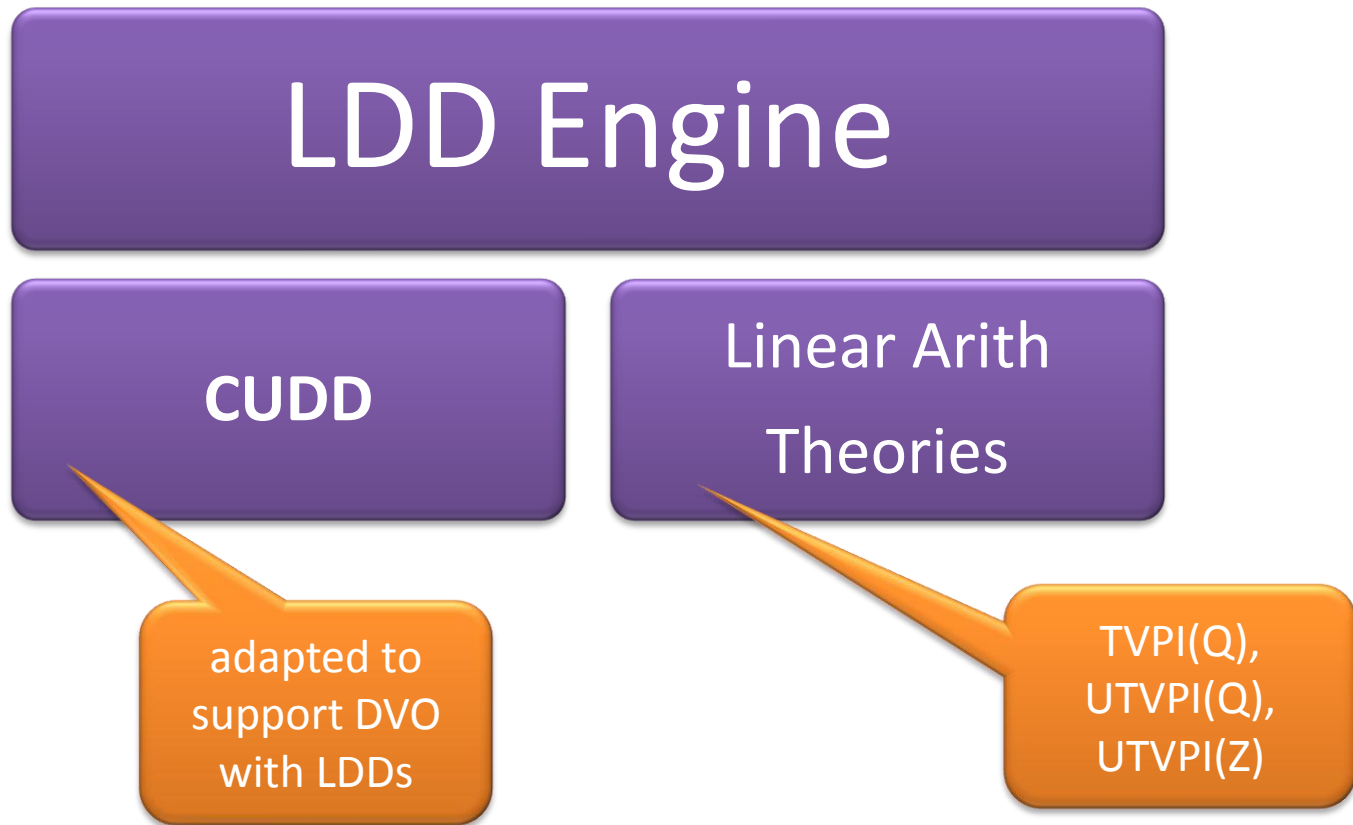 LDD Engine
CUDD
Linear Arith
Theories
adapted to
support DVO
with LDDs
TVPI(Q),
UTVPI(Q),
UTVPI(Z)